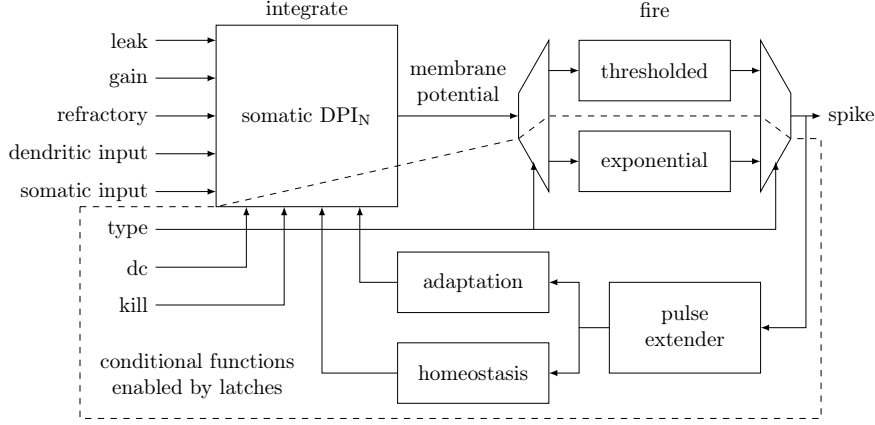 integrate
fire
leak
gain
refractory
dendritic input
somatic input
type
dc
kill
somatic DPI_N
membrane
potential
thresholded
exponential
spike
adaptation
homeostasis
pulse
extender
conditional functions
enabled by latches